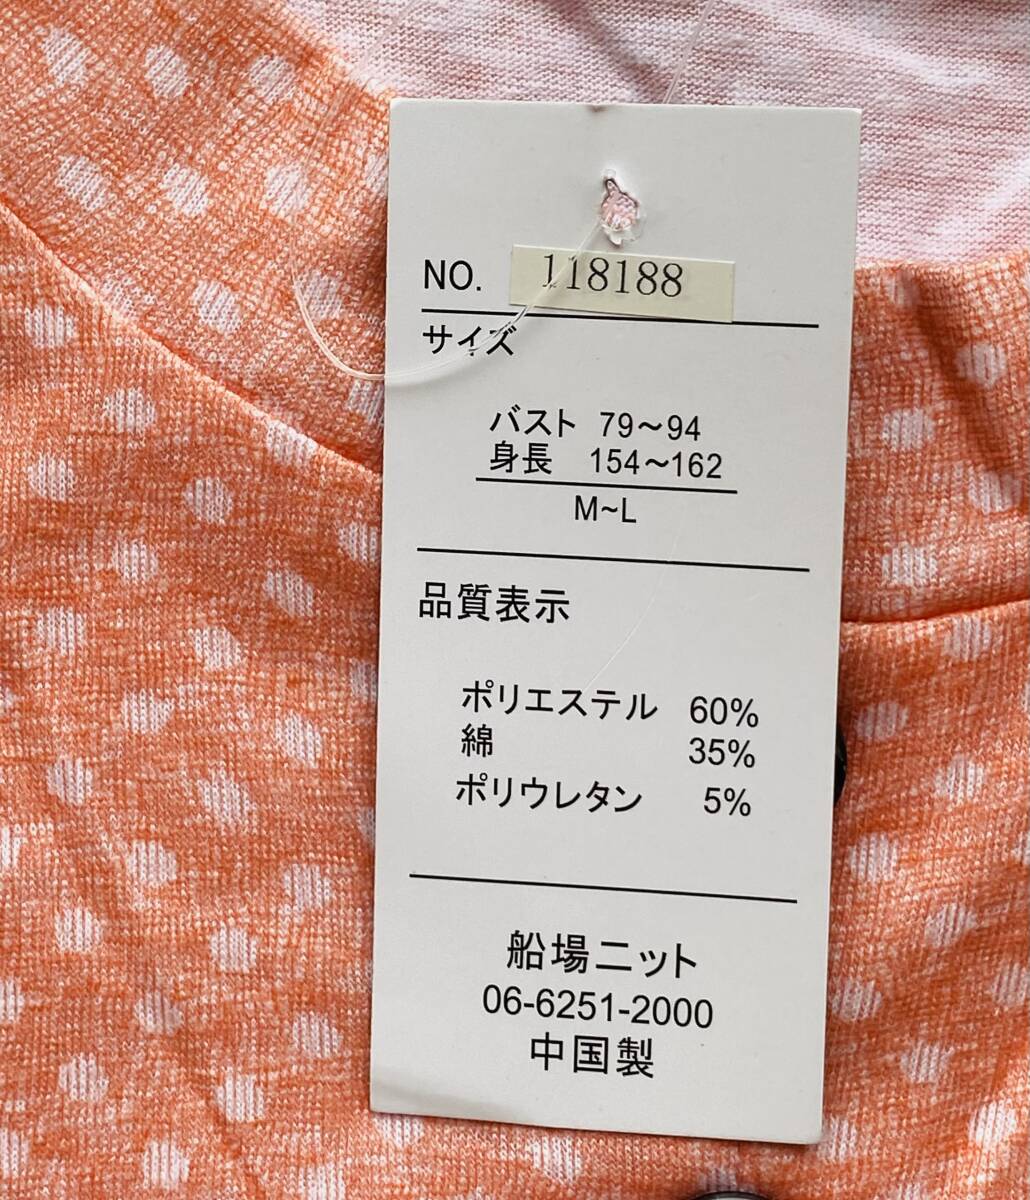 NO. 118188
サイズ
バスト 79～94
身長 154～162
M~L
品質表示
ポリエステル 60%
綿 35%
ポリウレタン 5%
船場ニット
06-6251-2000
中国製